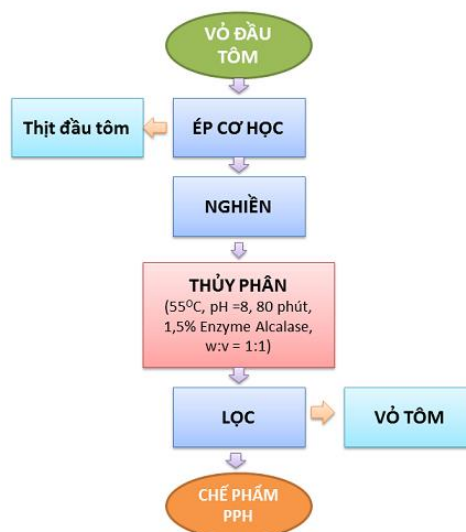 VỎ ĐẦU
TÔM
Thịt đầu tôm
ÉP CƠ HỌC
NGHIỀN
THỦY PHÂN
(55⁰C, pH =8, 80 phút,
1,5% Enzyme Alcalase,
w:v = 1:1)
LỌC
VỎ TÔM
CHẾ PHẨM
PPH